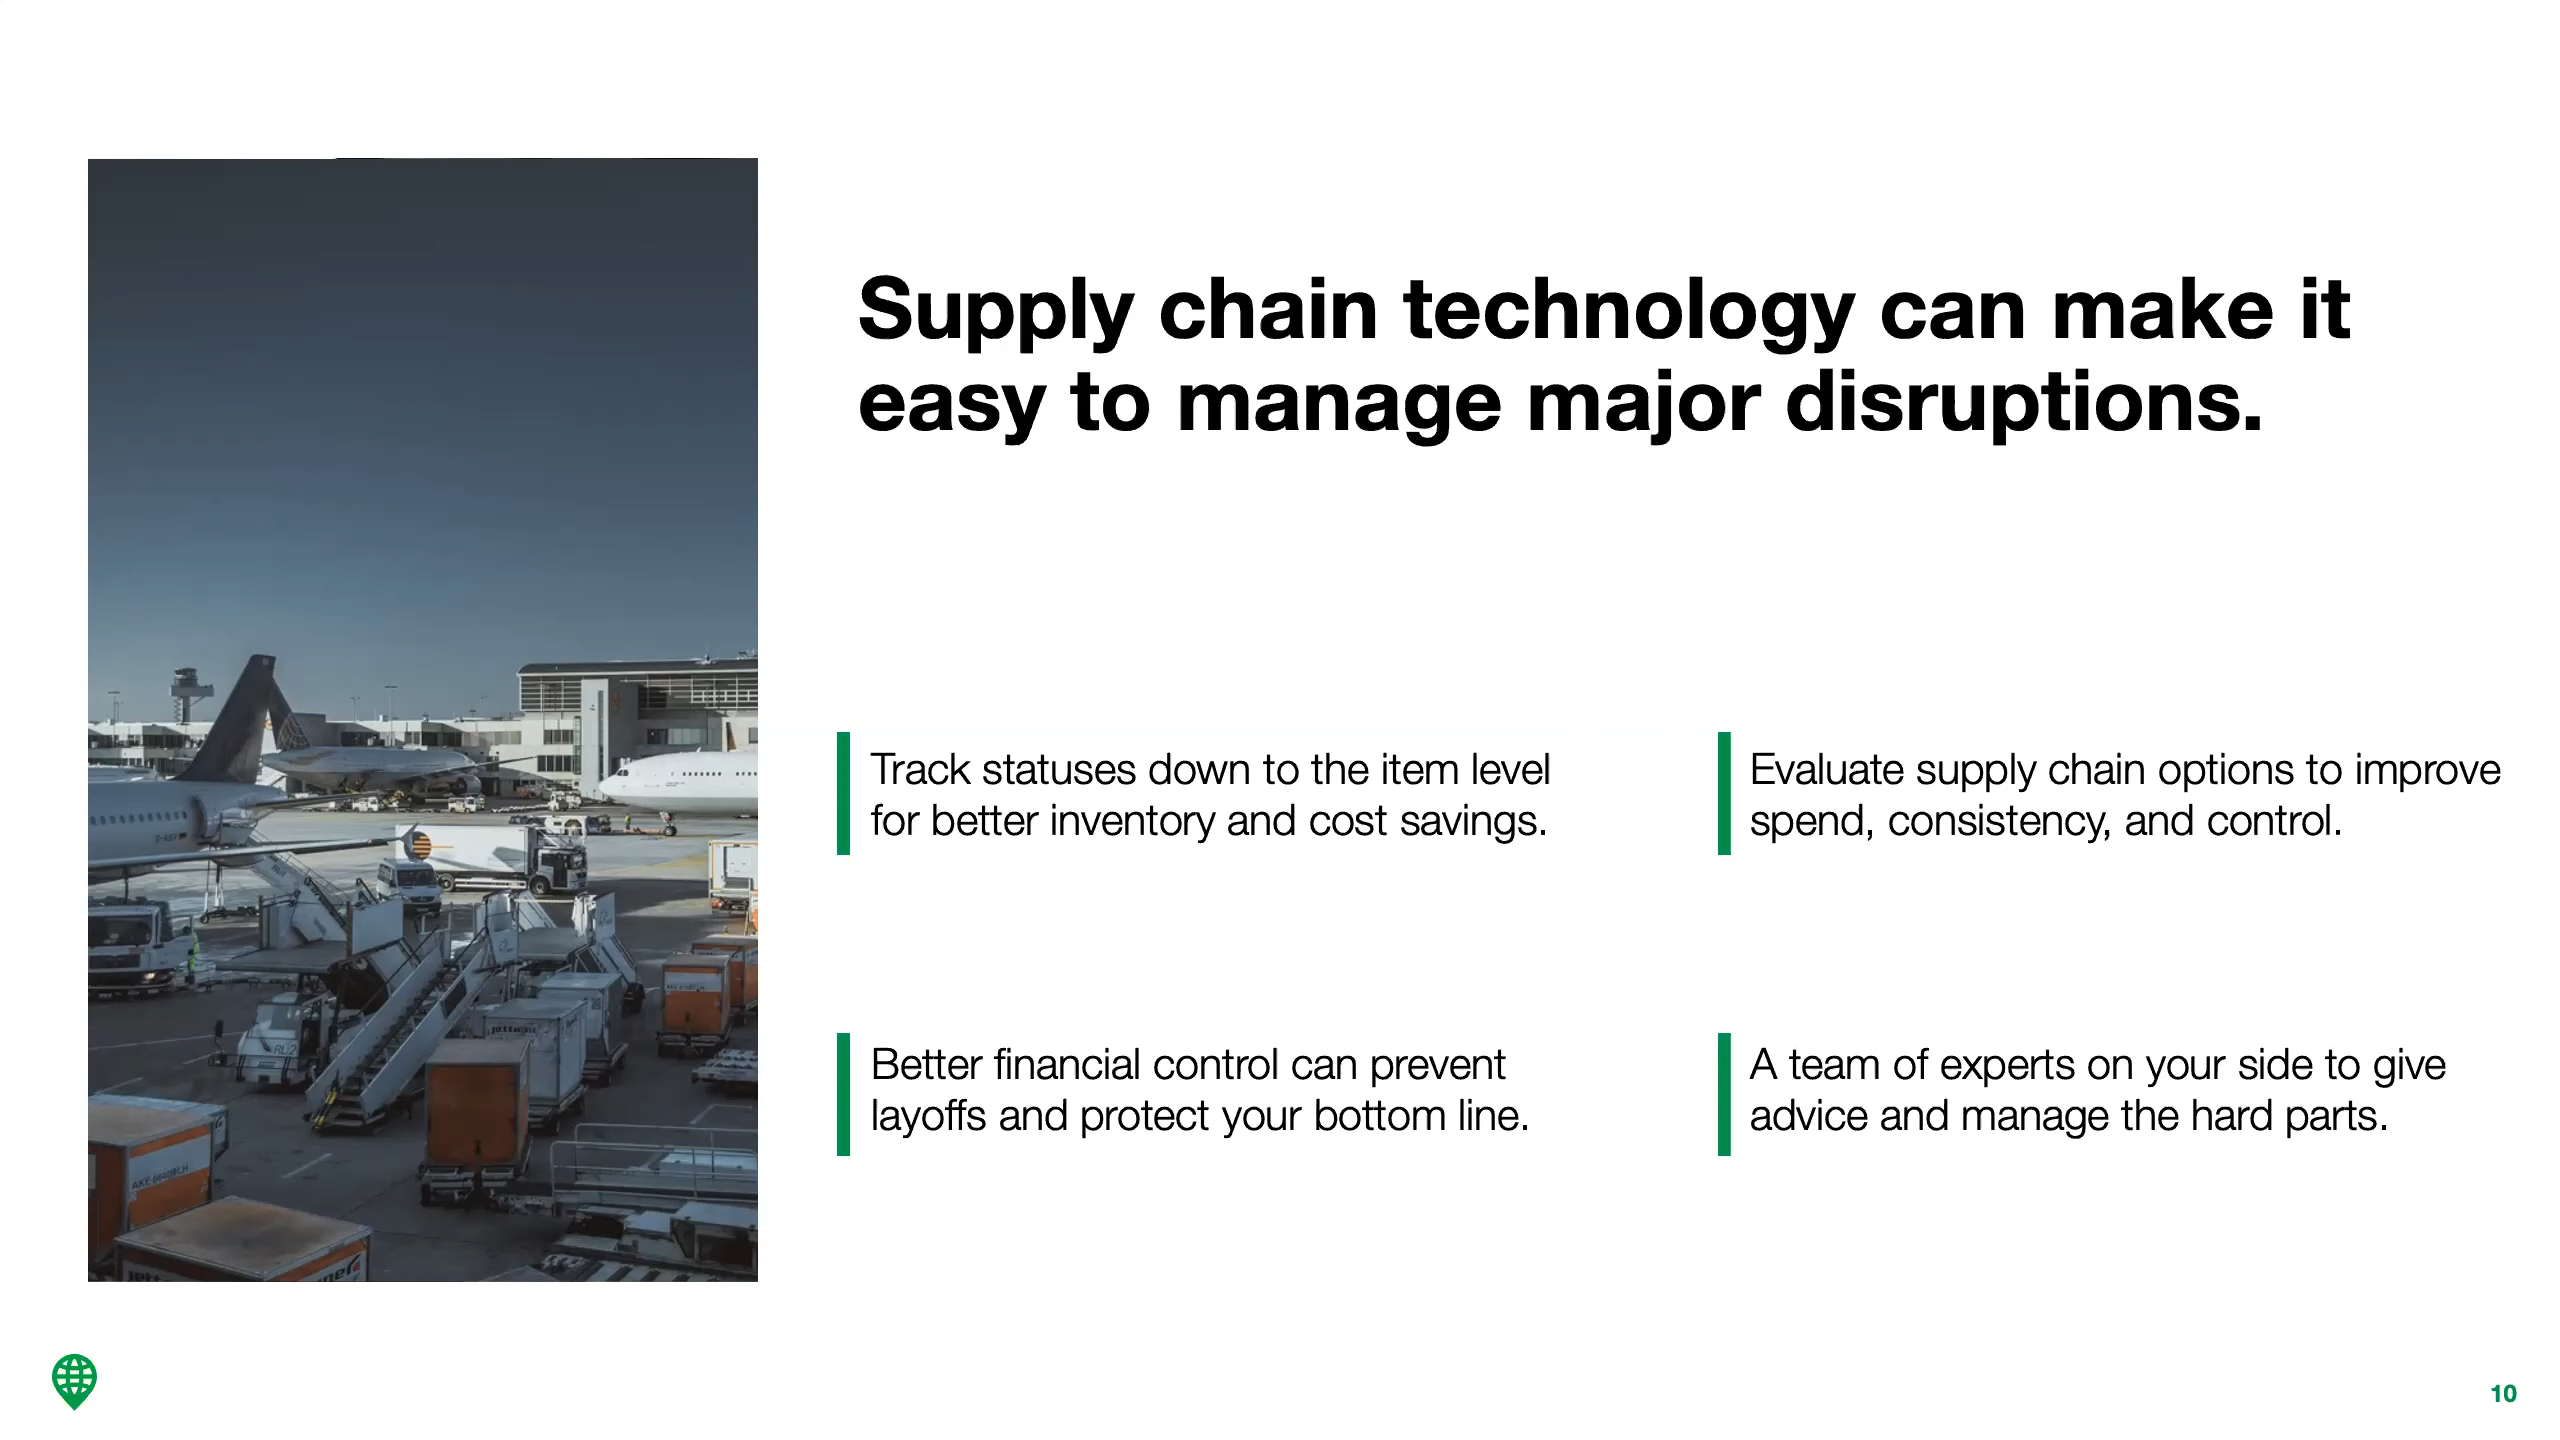 Supply chain technology can make it
easy to manage major disruptions.
Track statuses down to the item level
for better inventory and cost savings.
Evaluate supply chain options to improve
spend, consistency, and control.
Better financial control can prevent
layoffs and protect your bottom line.
A team of experts on your side to give
advice and manage the hard parts.
10